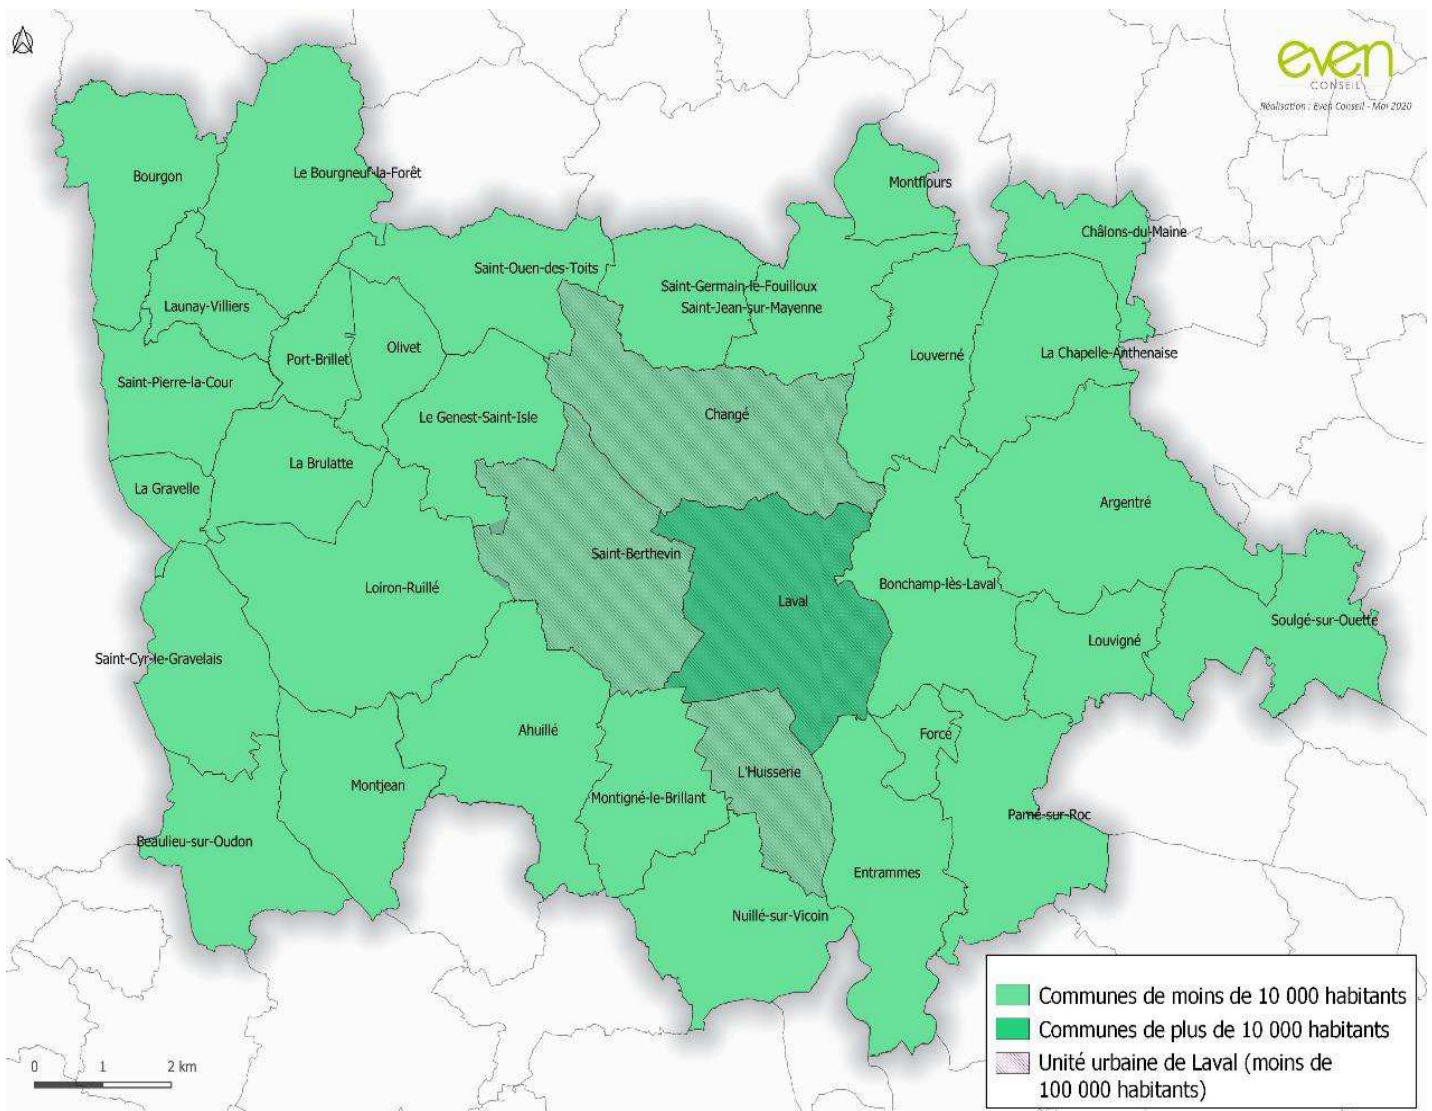 even
CONSEIL
Réalisation : Even Conseil - Mai 2020
Bourgon
Le Bourgneuf-la-Forêt
Montflours
Châlons-du-Maine
Saint-Ouen-des-Toits
Saint-Germain-le-Fouilloux
Launay-Villiers
Saint-Jean-sur-Mayenne
Port-Brillet
Olivet
Louverné
La Chapelle-Anthenaise
Saint-Pierre-la-Cour
Le Genest-Saint-Isle
Changé
La Brulatte
La Gravelle
Argentré
Saint-Berthevin
Loiron-Ruillé
Bonchamp-lès-Laval
Laval
Soulgé-sur-Ouette
Louvigné
Saint-Cyr-le-Gravelais
Ahuillé
Forcé
L'Huisserie
Montjean
Montigné-le-Brillant
Parné-sur-Roc
Beaulieu-sur-Oudon
Entrammes
Nuillé-sur-Vicoin
Communes de moins de 10 000 habitants
Communes de plus de 10 000 habitants
Unité urbaine de Laval (moins de
100 000 habitants)
0 1 2 km